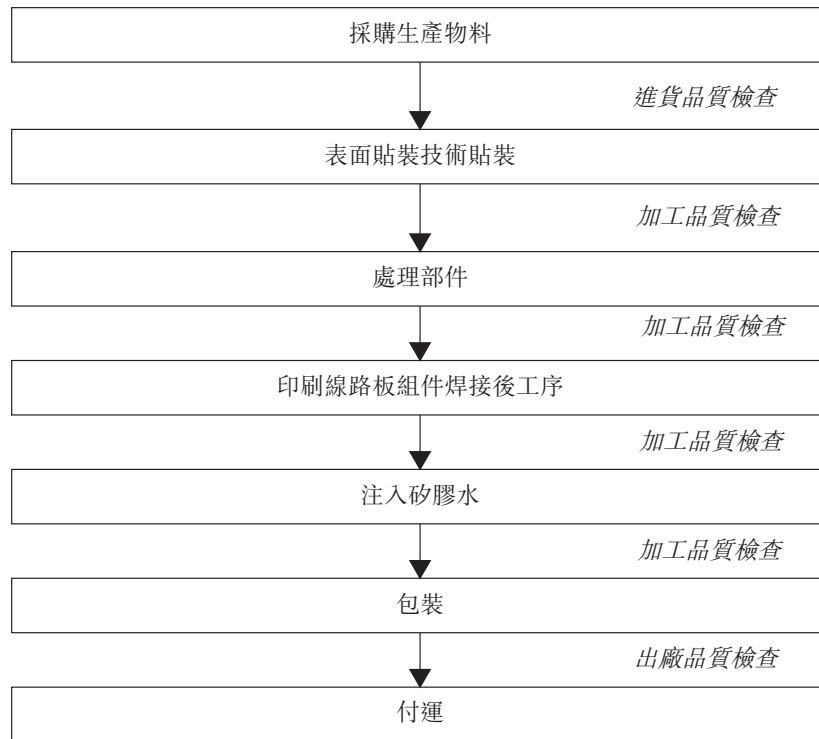 採購生產物料
進貨品質檢查
表面貼裝技術貼裝
加工品質檢查
處理部件
加工品質檢查
印刷線路板組件焊接後工序
加工品質檢查
注入矽膠水
加工品質檢查
包裝
出廠品質檢查
付運